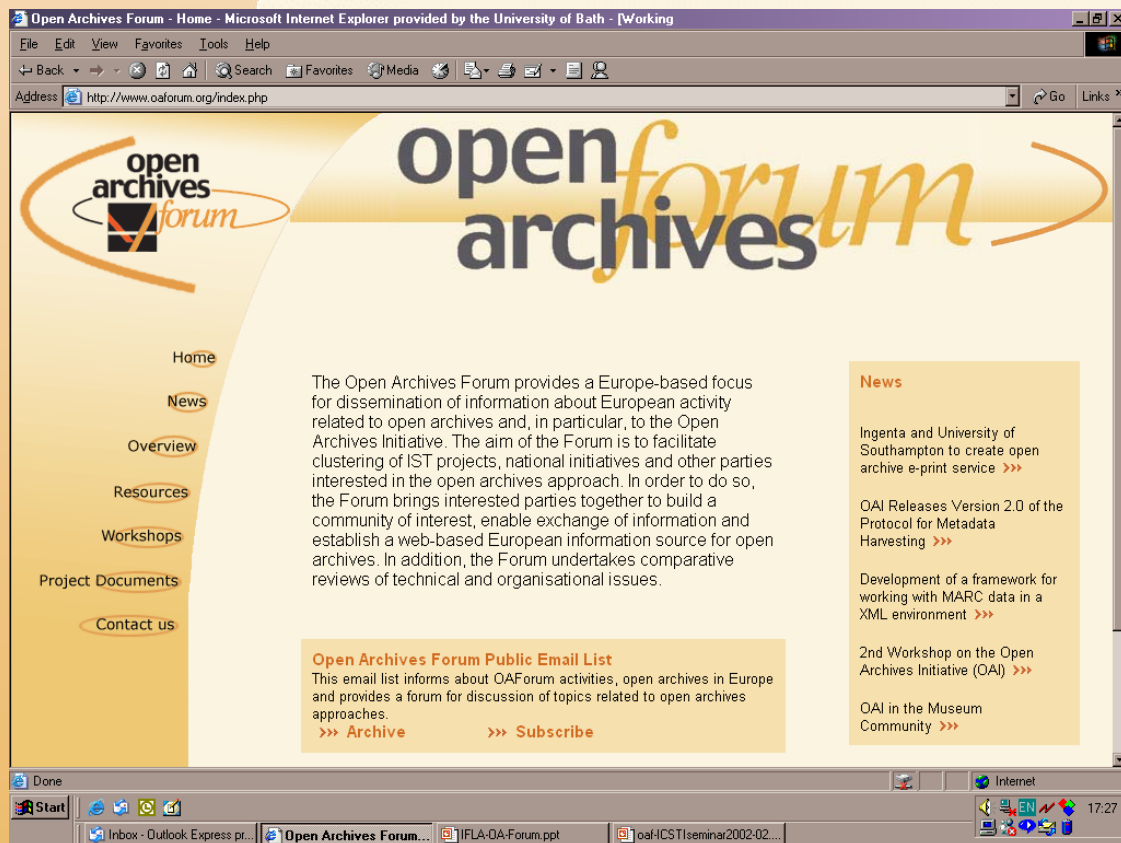 Open Archives Forum - Home - Microsoft Internet Explorer provided by the University of Bath - [Working
File Edit View Favorites Tools Help
Back Search Favorites Media
Address http://www.oaforum.org/index.php Go Links
open
archives
forum
open forum
archives
Home
News
Overview
Resources
Workshops
Project Documents
Contact us
The Open Archives Forum provides a Europe-based focus
for dissemination of information about European activity
related to open archives and, in particular, to the Open
Archives Initiative. The aim of the Forum is to facilitate
clustering of IST projects, national initiatives and other parties
interested in the open archives approach. In order to do so,
the Forum brings interested parties together to build a
community of interest, enable exchange of information and
establish a web-based European information source for open
archives. In addition, the Forum undertakes comparative
reviews of technical and organisational issues.
Open Archives Forum Public Email List
This email list informs about OAForum activities, open archives in Europe
and provides a forum for discussion of topics related to open archives
approaches.
>>> Archive >>> Subscribe
News
Ingenta and University of
Southampton to create open
archive e-print service >>>
OAI Releases Version 2.0 of the
Protocol for Metadata
Harvesting >>>
Development of a framework for
working with MARC data in a
XML environment >>>
2nd Workshop on the Open
Archives Initiative (OAI) >>>
OAI in the Museum
Community >>>
Done Internet
Start EN 17:27
Inbox - Outlook Express pr... Open Archives Forum... IFLA-OA-Forum.ppt oaf-ICSTIseminar2002-02....